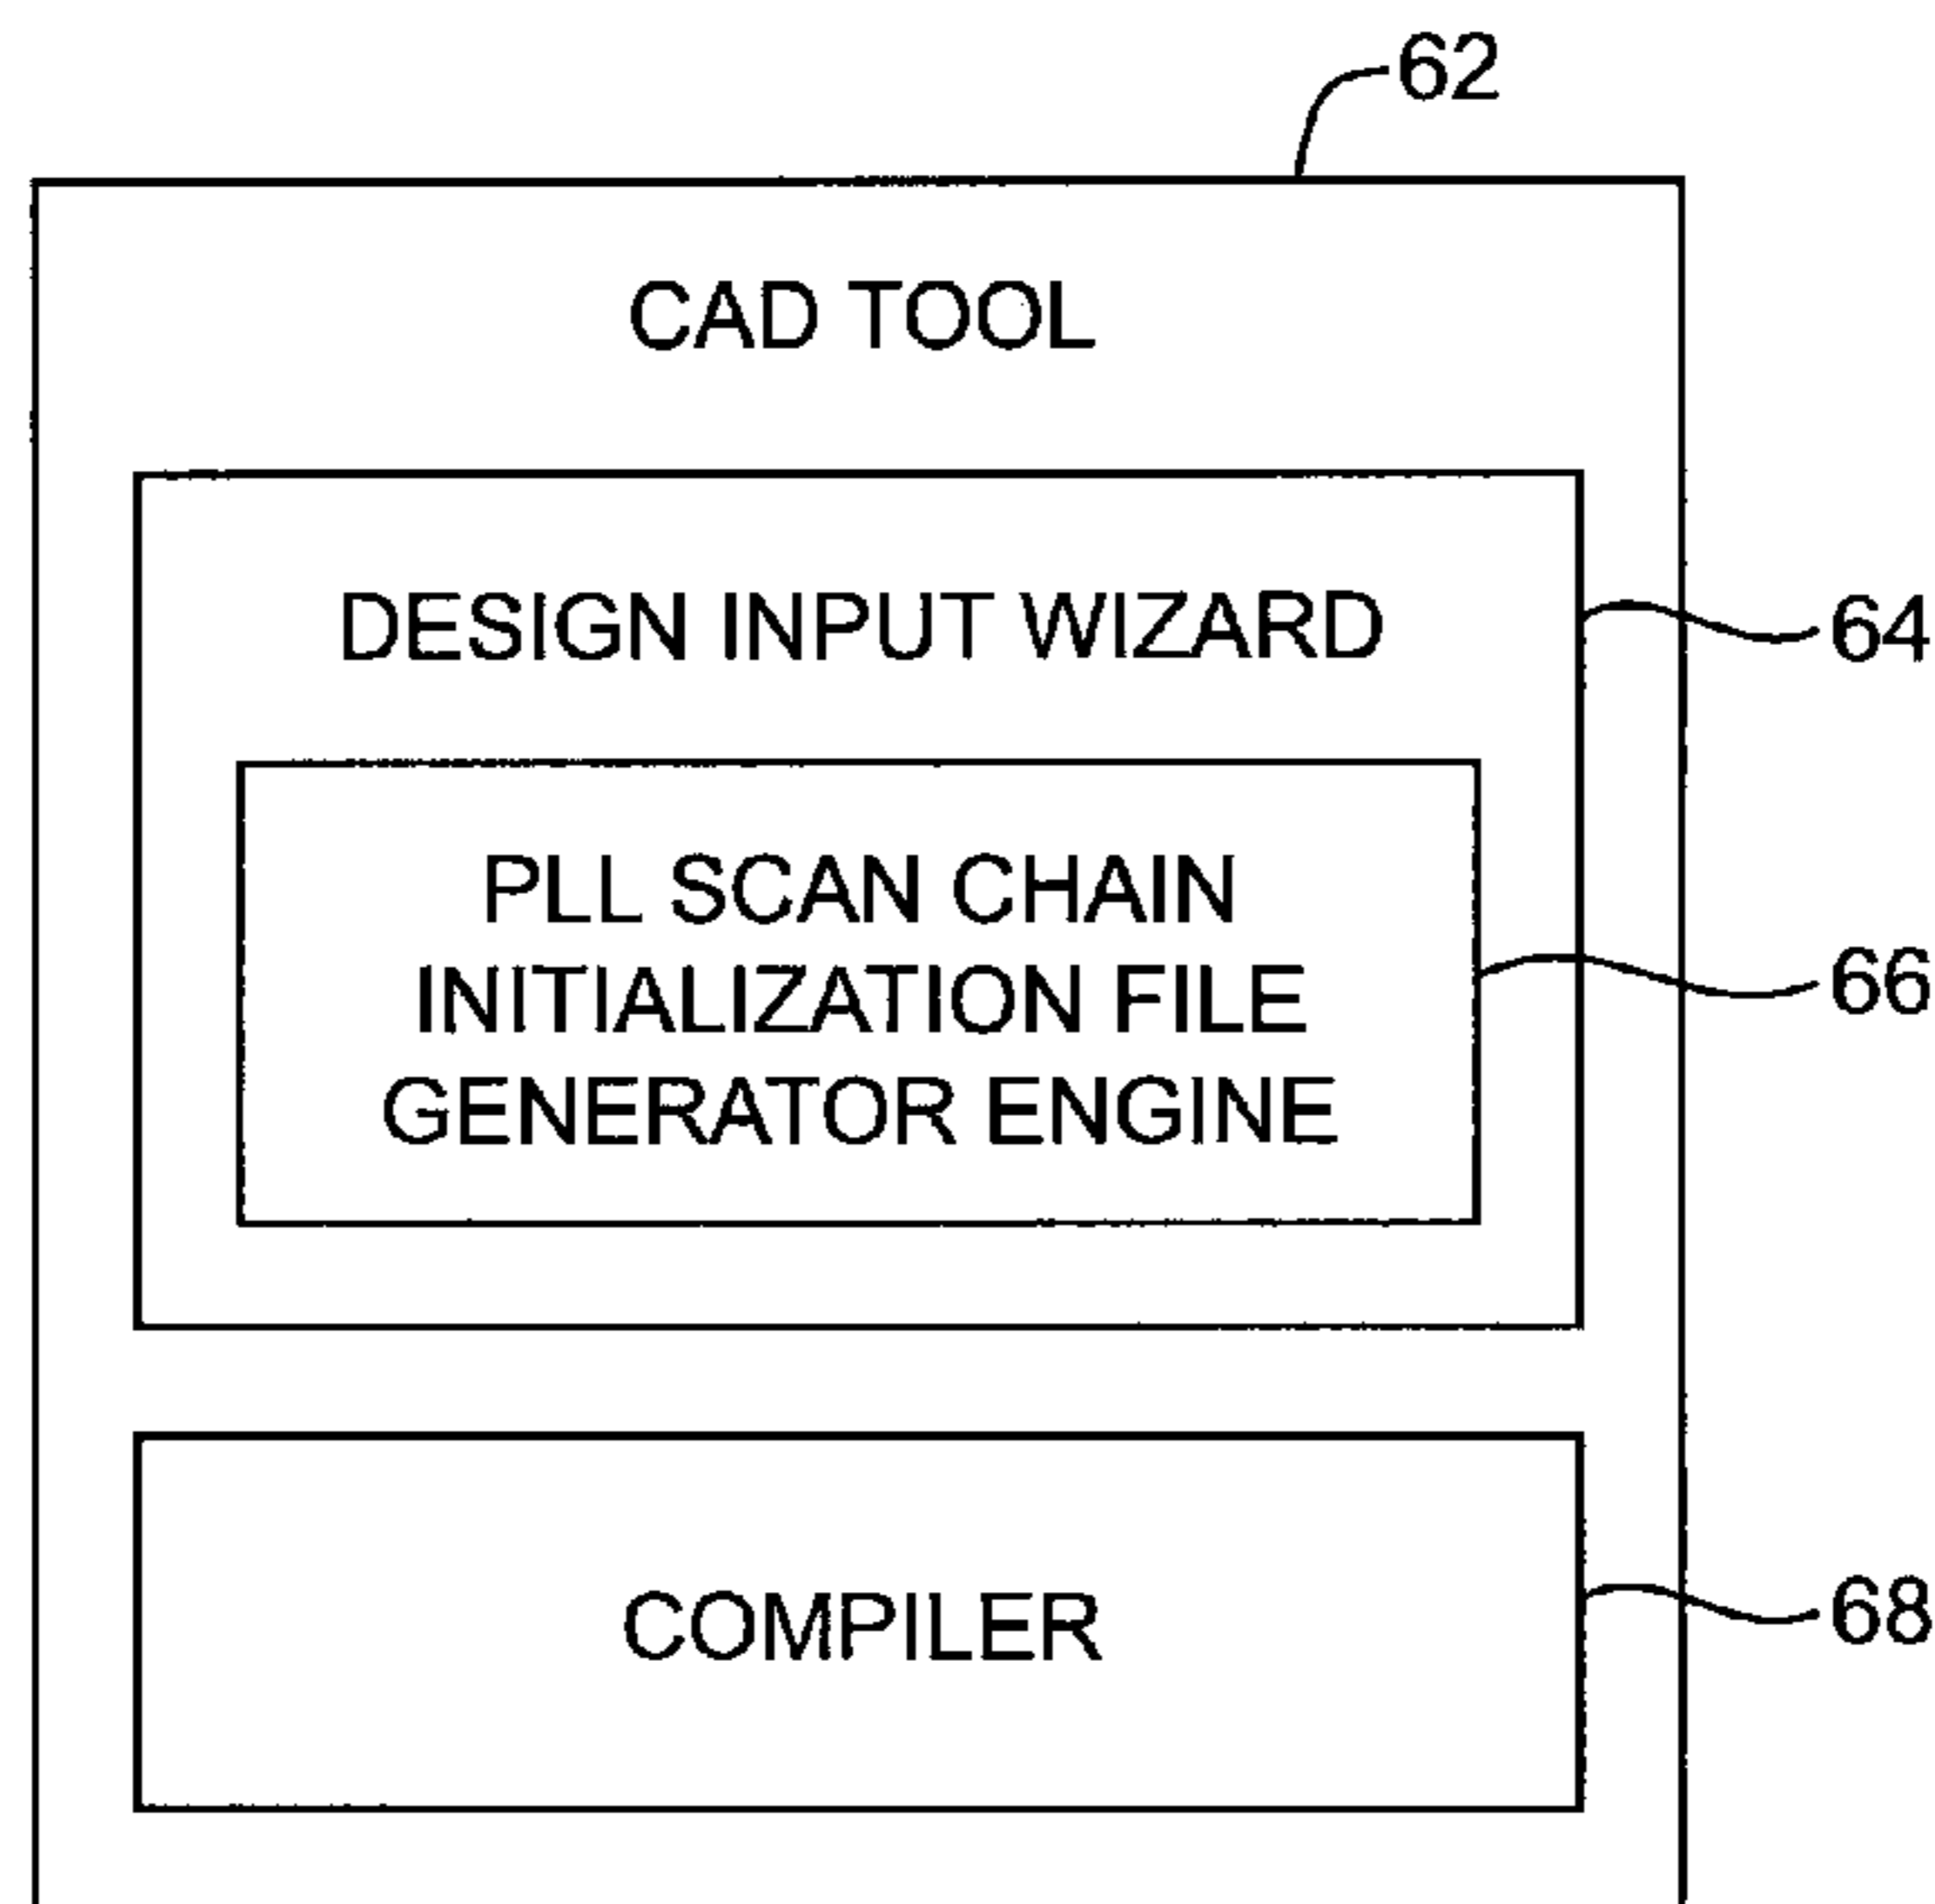 62
CAD TOOL
DESIGN INPUT WIZARD
64
PLL SCAN CHAIN
INITIALIZATION FILE
GENERATOR ENGINE
66
COMPILER
68